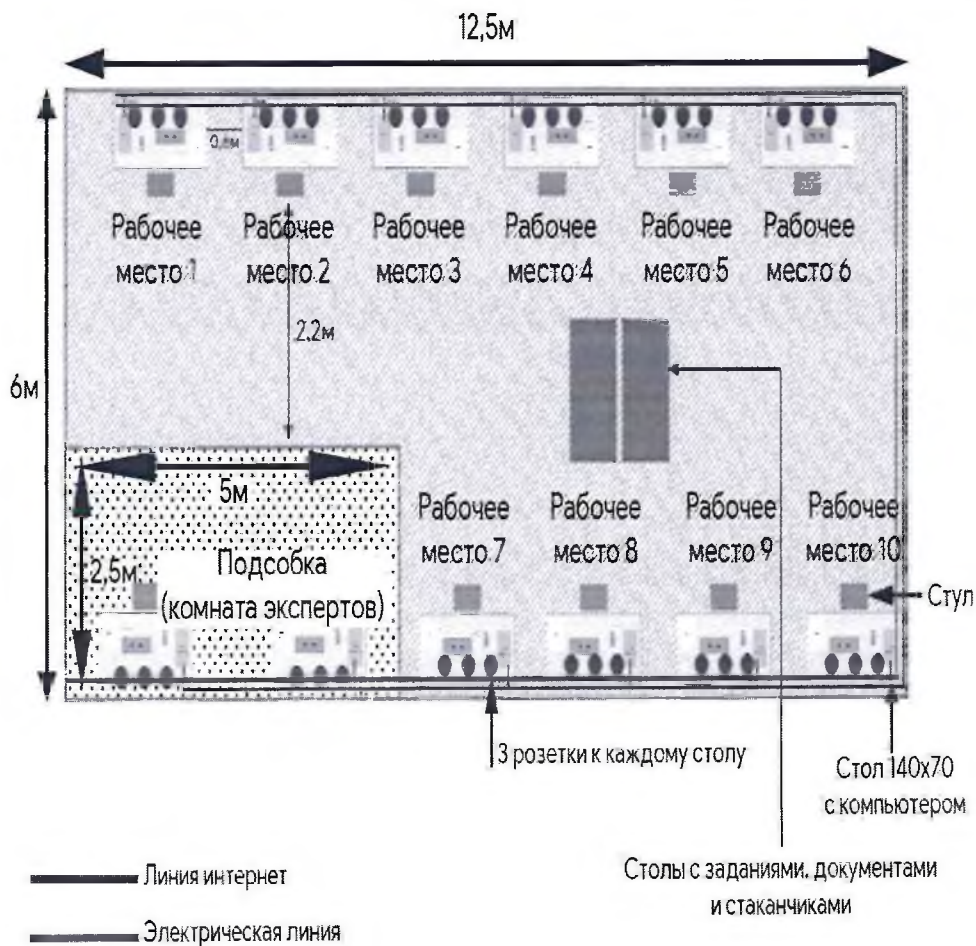 12,5м
Рабочее место 1
Рабочее место 2
Рабочее место 3
Рабочее место 4
Рабочее место 5
Рабочее место 6
2,2м
6м
5м
2,5м
Подсобка
(комната экспертов)
Рабочее место 7
Рабочее место 8
Рабочее место 9
Рабочее место 10
Стул
3 розетки к каждому столу
Стол 140х70
с компьютером
Столы с заданиями, документами
и стаканчиками
Линия интернет
Электрическая линия